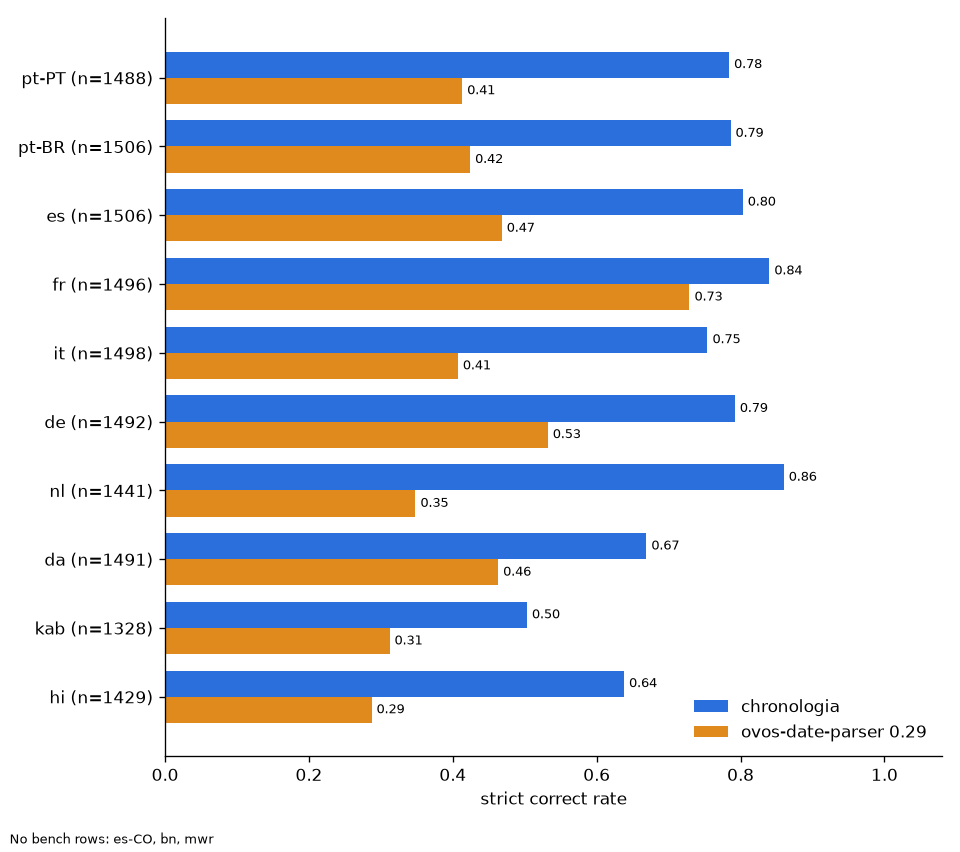 pt-PT (n=1488)
0.78
0.41
pt-BR (n=1506)
0.79
0.42
es (n=1506)
0.80
0.47
fr (n=1496)
0.84
0.73
it (n=1498)
0.75
0.41
de (n=1492)
0.79
0.53
nl (n=1441)
0.86
0.35
da (n=1491)
0.67
0.46
kab (n=1328)
0.50
0.31
hi (n=1429)
0.64
0.29
chronologia
ovos-date-parser 0.29
0.0 0.2 0.4 0.6 0.8 1.0
strict correct rate
No bench rows: es-CO, bn, mwr